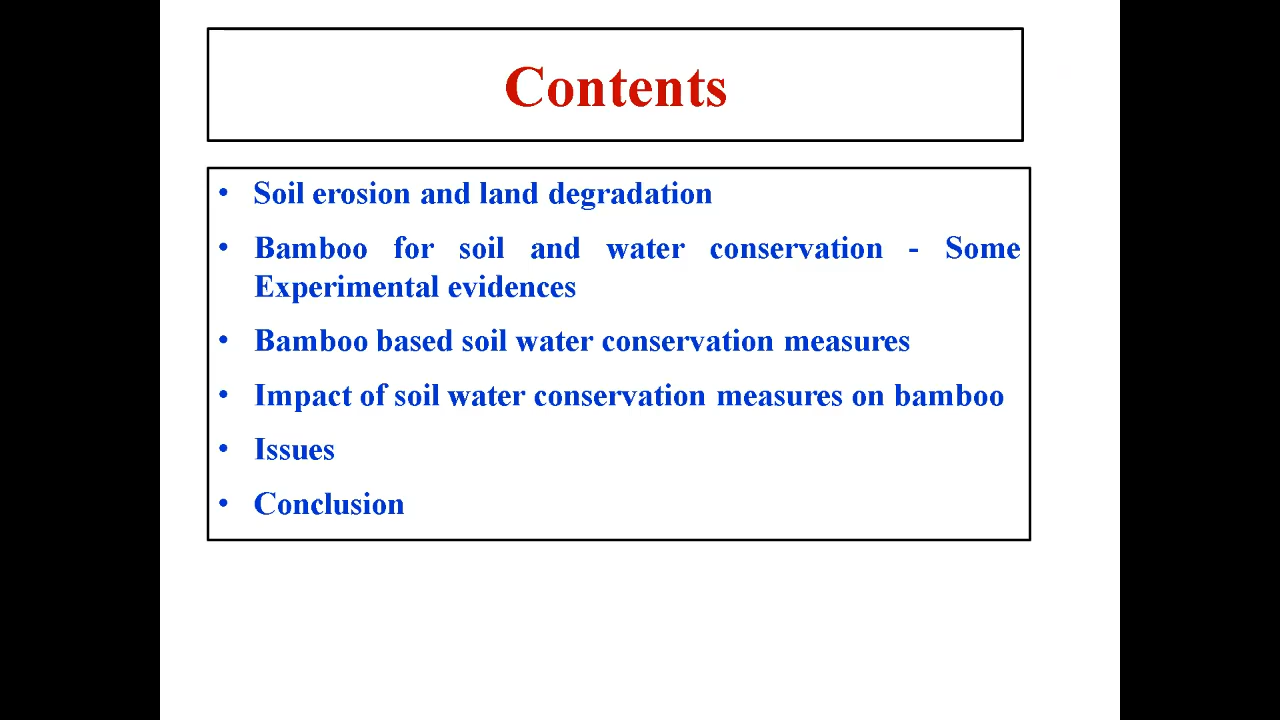 Contents
• Soil erosion and land degradation
• Bamboo for soil and water conservation - Some
Experimental evidences
• Bamboo based soil water conservation measures
• Impact of soil water conservation measures on bamboo
• Issues
• Conclusion